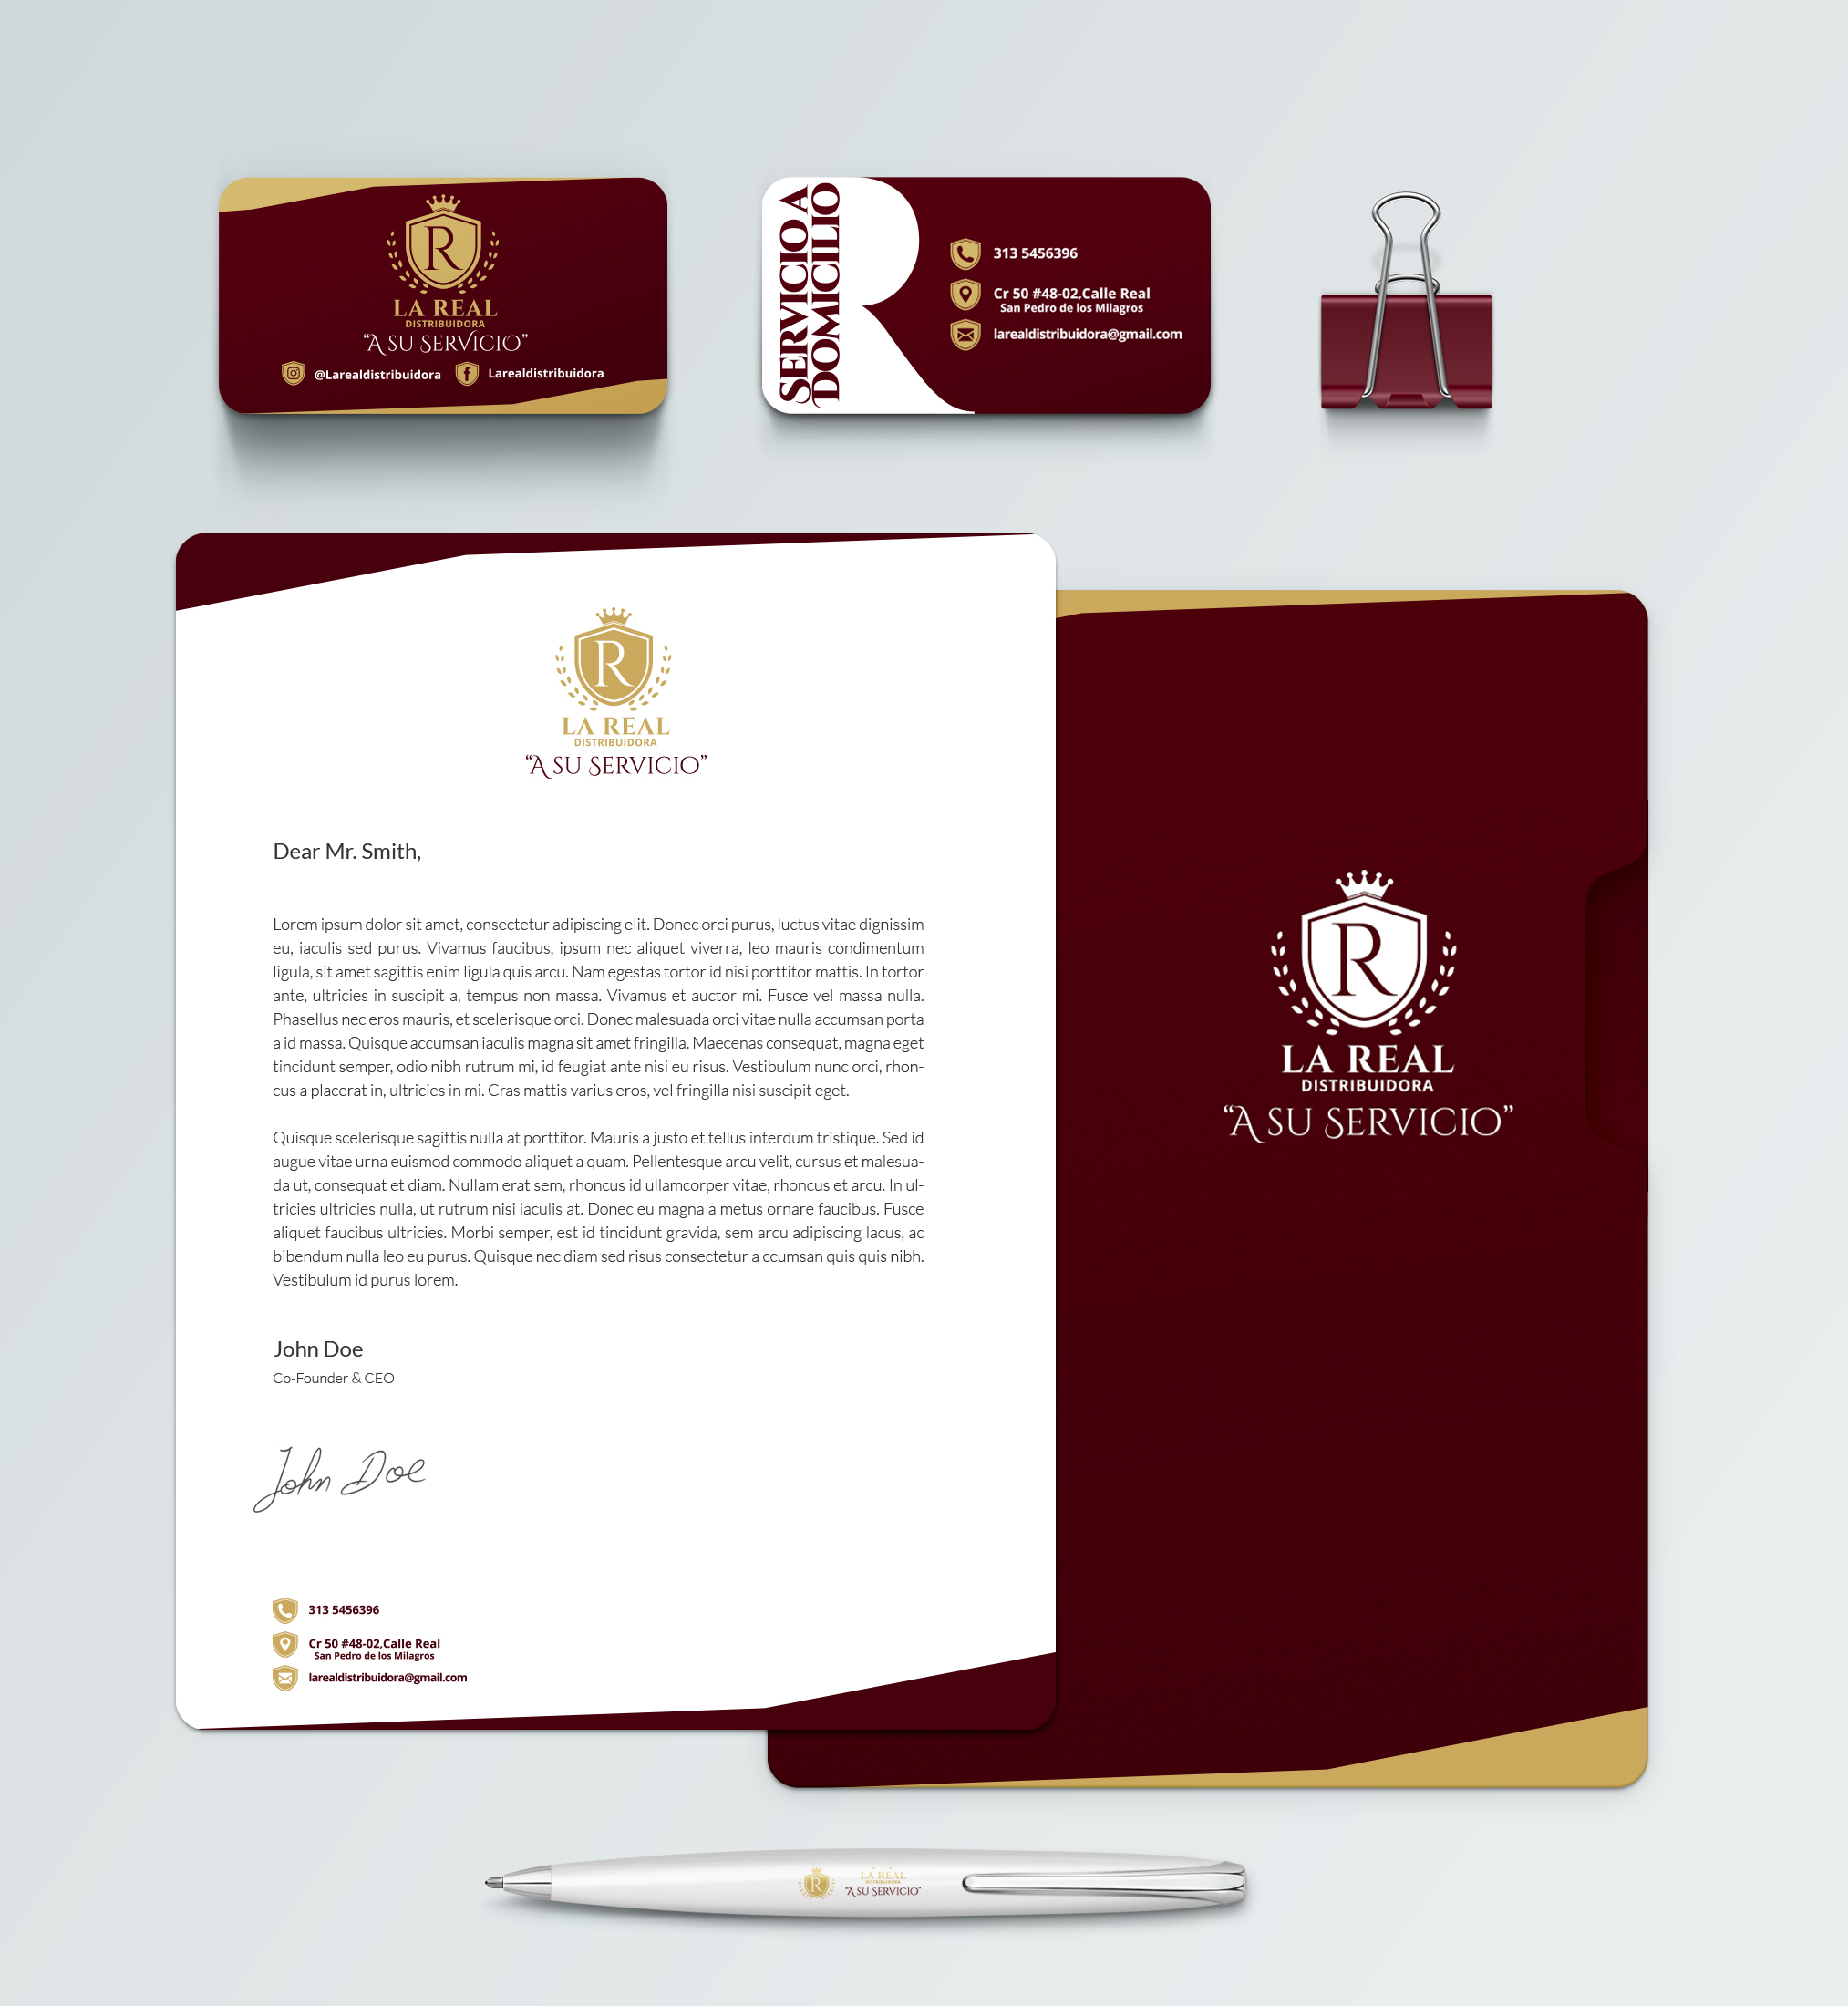 R
LA REAL
DISTRIBUIDORA
“A SU SERVICIO”
@Larealdistribuidora Larealdistribuidora
SERVICIO A
DOMICILIO
313 5456396
Cr 50 #48-02,Calle Real
San Pedro de los Milagros
larealdistribuidora@gmail.com
R
LA REAL
DISTRIBUIDORA
“A SU SERVICIO”
Dear Mr. Smith,
Lorem ipsum dolor sit amet, consectetur adipiscing elit. Donec orci purus, luctus vitae dignissim
eu, iaculis sed purus. Vivamus faucibus, ipsum nec aliquet viverra, leo mauris condimentum
ligula, sit amet sagittis enim ligula quis arcu. Nam egestas tortor id nisi porttitor mattis. In tortor
ante, ultricies in suscipit a, tempus non massa. Vivamus et auctor mi. Fusce vel massa nulla.
Phasellus nec eros mauris, et scelerisque orci. Donec malesuada orci vitae nulla accumsan porta
a id massa. Quisque accumsan iaculis magna sit amet fringilla. Maecenas consequat, magna eget
tincidunt semper, odio nibh rutrum mi, id feugiat ante nisi eu risus. Vestibulum nunc orci, rhon-
cus a placerat in, ultricies in mi. Cras mattis varius eros, vel fringilla nisi suscipit eget.
Quisque scelerisque sagittis nulla at porttitor. Mauris a justo et tellus interdum tristique. Sed id
augue vitae urna euismod commodo aliquet a quam. Pellentesque arcu velit, cursus et malesua-
da ut, consequat et diam. Nullam erat sem, rhoncus id ullamcorper vitae, rhoncus et arcu. In ul-
tricies ultricies nulla, ut rutrum nisi iaculis at. Donec eu magna a metus ornare faucibus. Fusce
aliquet faucibus ultricies. Morbi semper, est id tincidunt gravida, sem arcu adipiscing lacus, ac
bibendum nulla leo eu purus. Quisque nec diam sed risus consectetur a ccumsan quis quis nibh.
Vestibulum id purus lorem.
John Doe
Co-Founder & CEO
John Doe
313 5456396
Cr 50 #48-02,Calle Real
San Pedro de los Milagros
larealdistribuidora@gmail.com
R
LA REAL
DISTRIBUIDORA
“A SU SERVICIO”
R
LA REAL
DISTRIBUIDORA
“A SU SERVICIO”